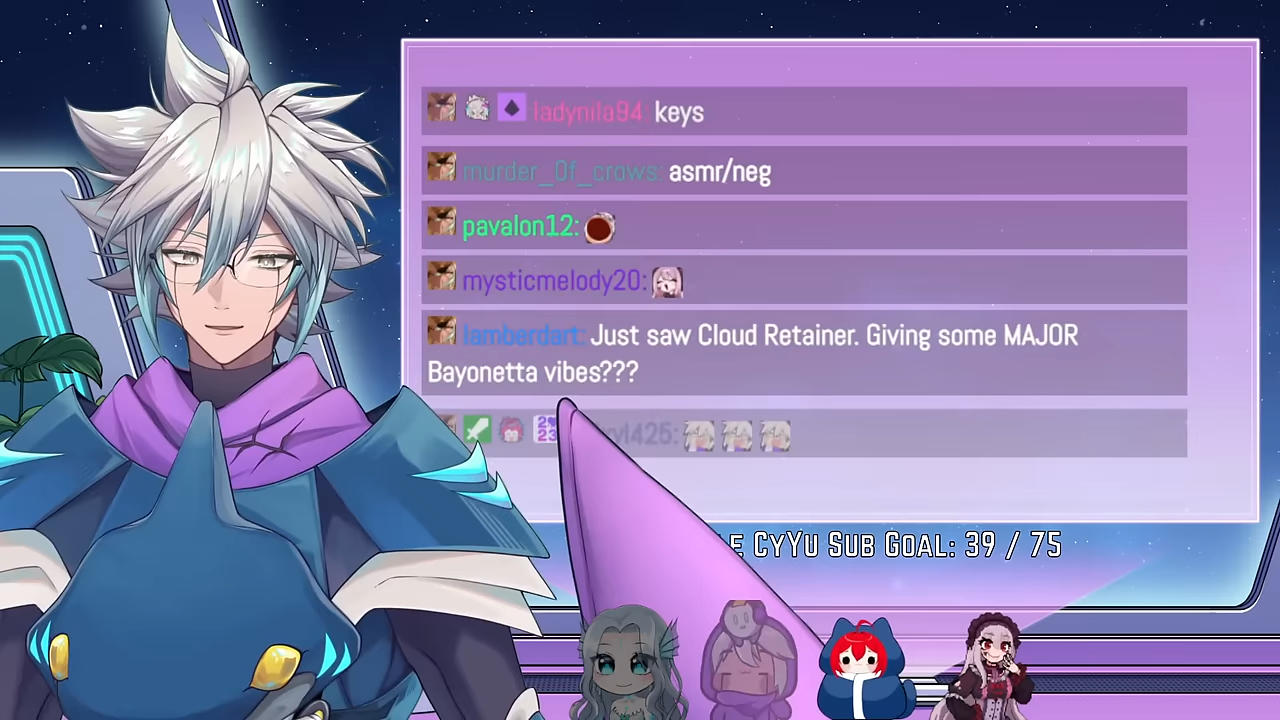 ladynila94: keys
murder_0f_crows: asmr/neg
pavalon12:
mysticmelody20:
lamberdart: Just saw Cloud Retainer. Giving some MAJOR
Bayonetta vibes???
CyYu Sub Goal: 39 / 75